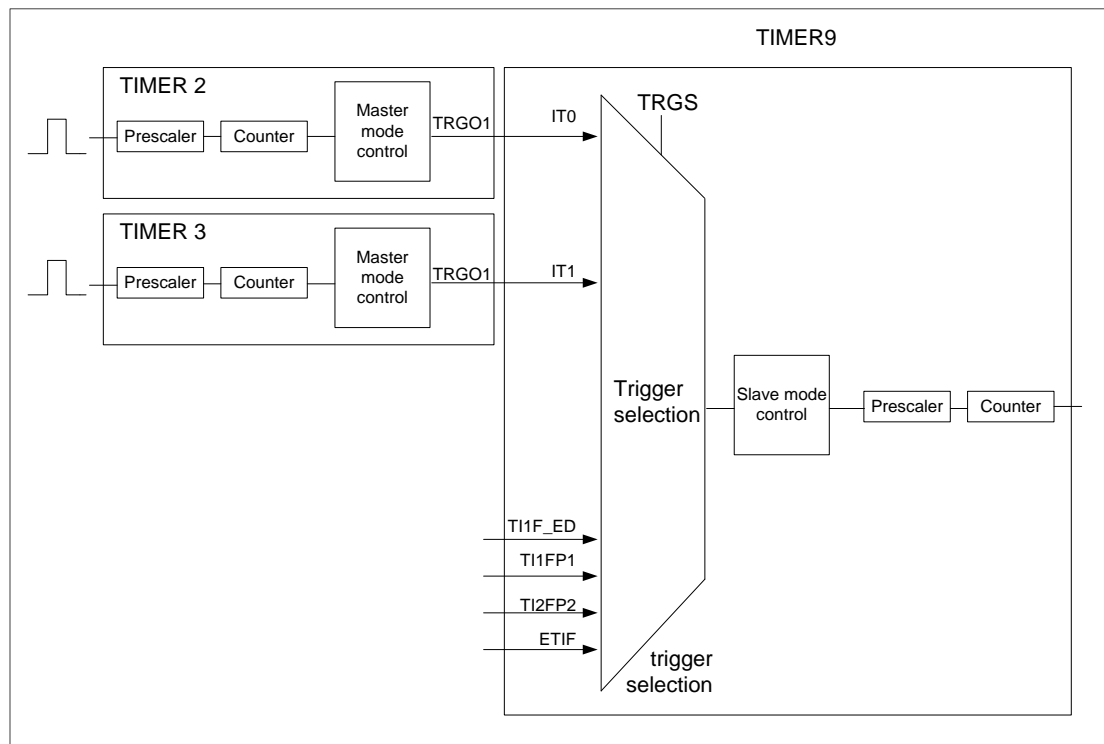 TIMER9
TIMER 2
Prescaler
Counter
Master
mode
control
TRGO1
IT0
TRGS
TIMER 3
Prescaler
Counter
Master
mode
control
TRGO1
IT1
Trigger
selection
Slave mode
control
Prescaler
Counter
TI1F_ED
TI1FP1
TI2FP2
ETIF
trigger
selection